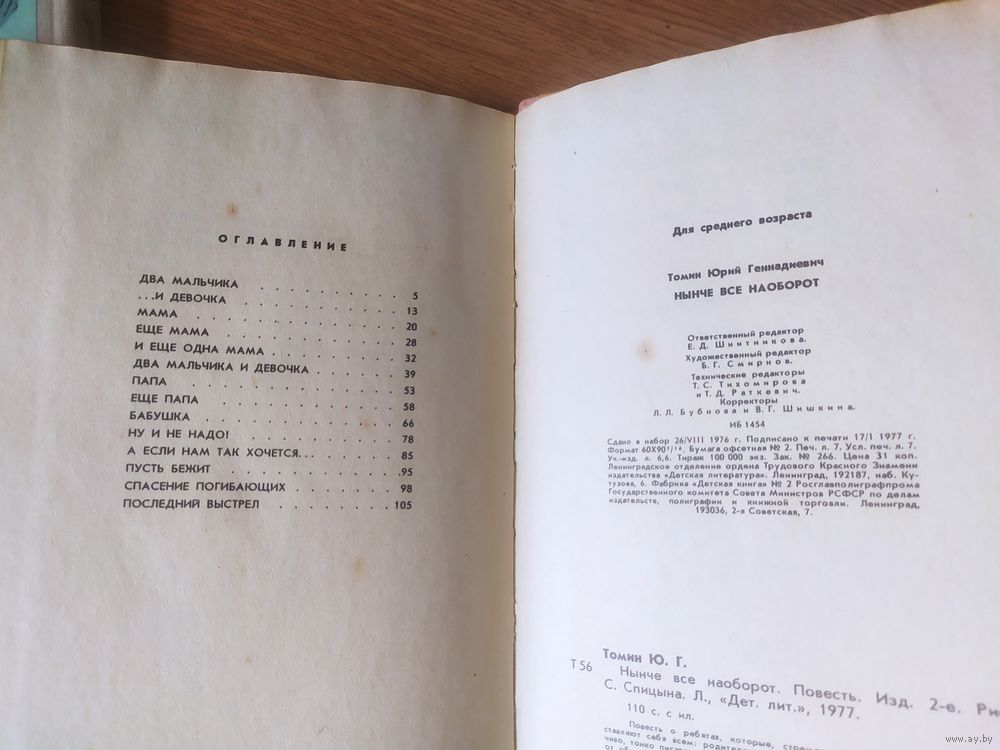 ОГЛАВЛЕНИЕ
ДВА МАЛЬЧИКА . . . . . . . . . . 5
...И ДЕВОЧКА . . . . . . . . . . 13
МАМА . . . . . . . . . . . . . 20
ЕЩЕ МАМА . . . . . . . . . . . 28
И ЕЩЕ ОДНА МАМА . . . . . . . . 32
ДВА МАЛЬЧИКА И ДЕВОЧКА . . . . . 39
ПАПА . . . . . . . . . . . . . 53
ЕЩЕ ПАПА . . . . . . . . . . . 58
БАБУШКА . . . . . . . . . . . . 66
НУ И НЕ НАДО! . . . . . . . . . 78
А ЕСЛИ НАМ ТАК ХОЧЕТСЯ... . . . . 85
ПУСТЬ БЕЖИТ . . . . . . . . . . 95
СПАСЕНИЕ ПОГИБАЮЩИХ . . . . . . 98
ПОСЛЕДНИЙ ВЫСТРЕЛ . . . . . . . 105
Для среднего возраста
Томин Юрий Геннадиевич
НЫНЧЕ ВСЕ НАОБОРОТ
Ответственный редактор
Е. Д. Шнитникова.
Художественный редактор
Б. Г. Смирнов.
Технические редакторы
Т. С. Тихомирова
и Т. Д. Раткевич.
Корректоры
Л. Л. Бубнова и В. Г. Шишкина.
ИБ 1454
Сдано в набор 26/VIII 1976 г. Подписано к печати 17/I 1977 г.
Формат 60Х90¹/₁₆. Бумага офсетная № 2. Печ. л. 7. Усл. печ. л. 7.
Уч.-изд. л. 6,6. Тираж 100 000 экз. Зак. № 266. Цена 31 коп.
Ленинградское отделение ордена Трудового Красного Знамени
издательства «Детская литература». Ленинград, 192187, наб. Ку-
тузова, 6. Фабрика «Детская книга» № 2 Росглавполиграфпрома
Государственного комитета Совета Министров РСФСР по делам
издательств, полиграфии и книжной торговли. Ленинград,
193036, 2-я Советская, 7.
Томин Ю. Г.
Т 56
Нынче все наоборот. Повесть. Изд. 2-е. Рис
С. Спицына. Л., «Дет. лит.», 1977.
110 с. с ил.
Повесть о ребятах, которые,
ставляют себя всем:
чиво, тонко
www.ay.by